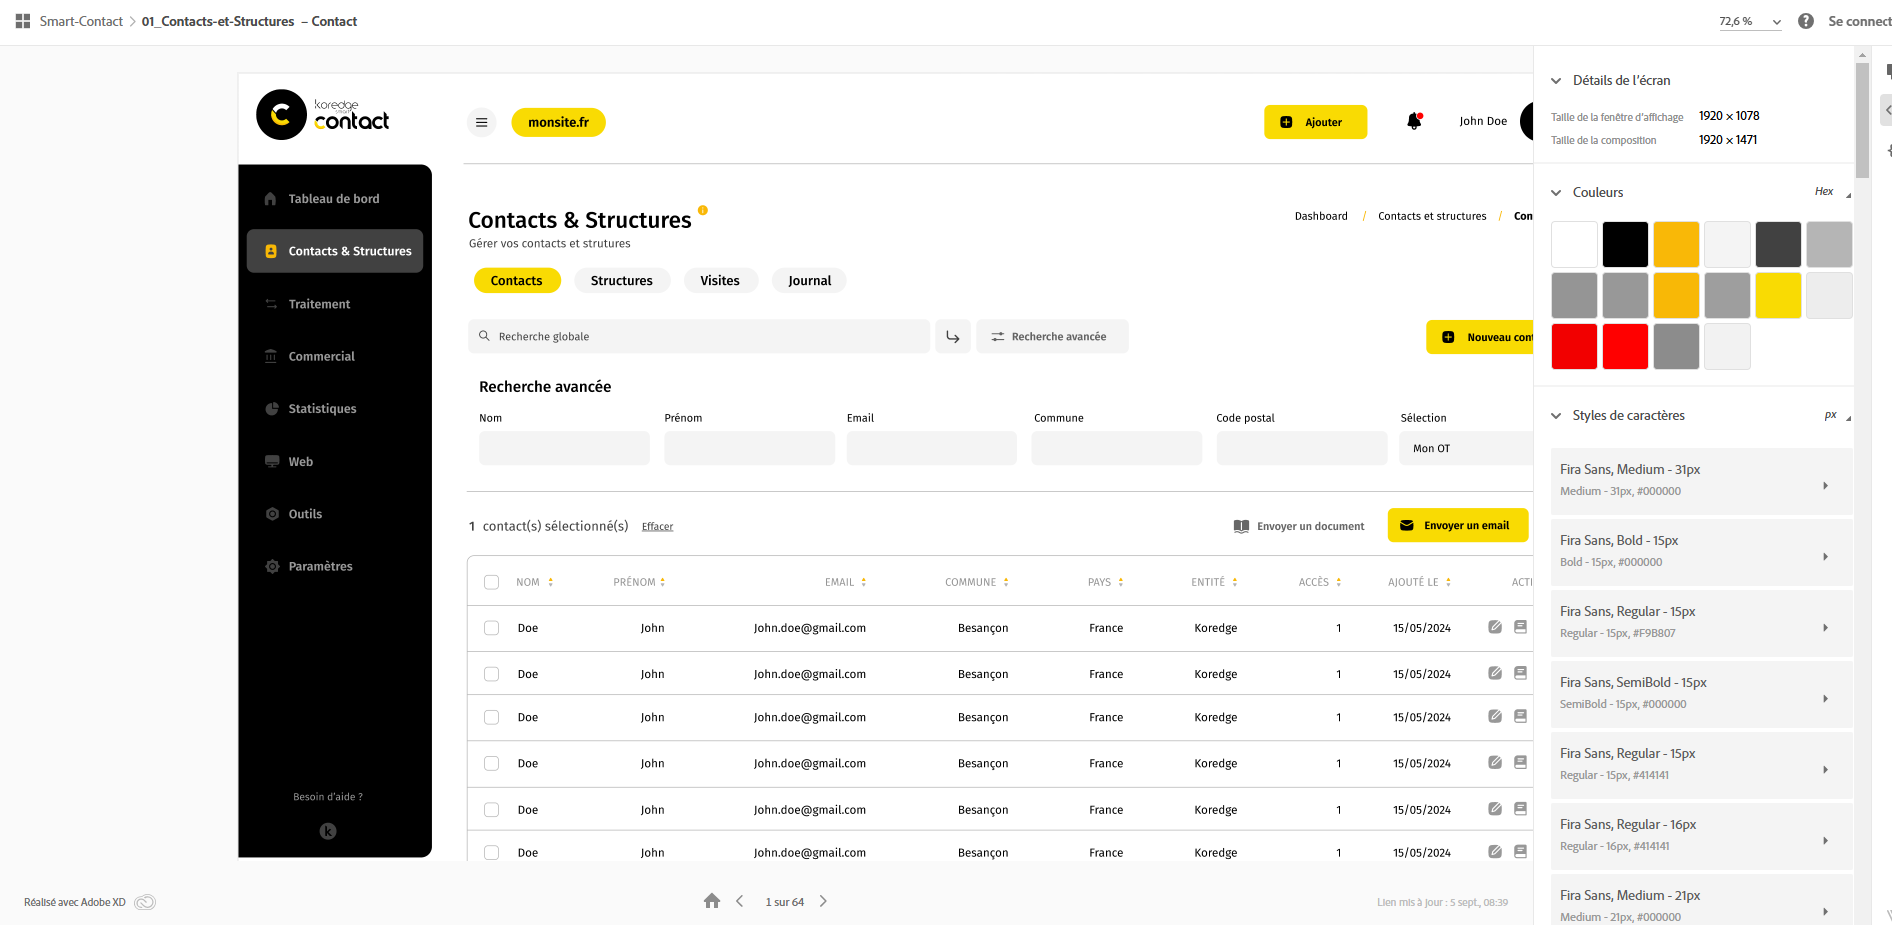 Smart-Contact > 01_Contacts-et-Structures – Contact
72,6 %
Se connect
koredge
smart
contact
monsite.fr
Ajouter
John Doe
Tableau de bord
Contacts & Structures
Traitement
Commercial
Statistiques
Web
Outils
Paramètres
Besoin d'aide ?
k
Contacts & Structures
Gérer vos contacts et strutures
Dashboard / Contacts et structures / Con
Contacts
Structures
Visites
Journal
Recherche globale
Recherche avancée
Nouveau cont
Recherche avancée
Nom
Prénom
Email
Commune
Code postal
Sélection
Mon OT
1 contact(s) sélectionné(s) Effacer
Envoyer un document
Envoyer un email
NOM PRÉNOM EMAIL COMMUNE PAYS ENTITÉ ACCÈS AJOUTÉ LE ACTI
Doe John John.doe@gmail.com Besançon France Koredge 1 15/05/2024
Doe John John.doe@gmail.com Besançon France Koredge 1 15/05/2024
Doe John John.doe@gmail.com Besançon France Koredge 1 15/05/2024
Doe John John.doe@gmail.com Besançon France Koredge 1 15/05/2024
Doe John John.doe@gmail.com Besançon France Koredge 1 15/05/2024
Doe John John.doe@gmail.com Besançon France Koredge 1 15/05/2024
Réalisé avec Adobe XD
1 sur 64
Lien mis à jour : 5 sept., 08:39
Détails de l'écran
Taille de la fenêtre d'affichage 1920 × 1078
Taille de la composition 1920 × 1471
Couleurs
Hex
Styles de caractères
px
Fira Sans, Medium - 31px
Medium - 31px, #000000
Fira Sans, Bold - 15px
Bold - 15px, #000000
Fira Sans, Regular - 15px
Regular - 15px, #F9B807
Fira Sans, SemiBold - 15px
SemiBold - 15px, #000000
Fira Sans, Regular - 15px
Regular - 15px, #414141
Fira Sans, Regular - 16px
Regular - 16px, #414141
Fira Sans, Medium - 21px
Medium - 21px, #000000